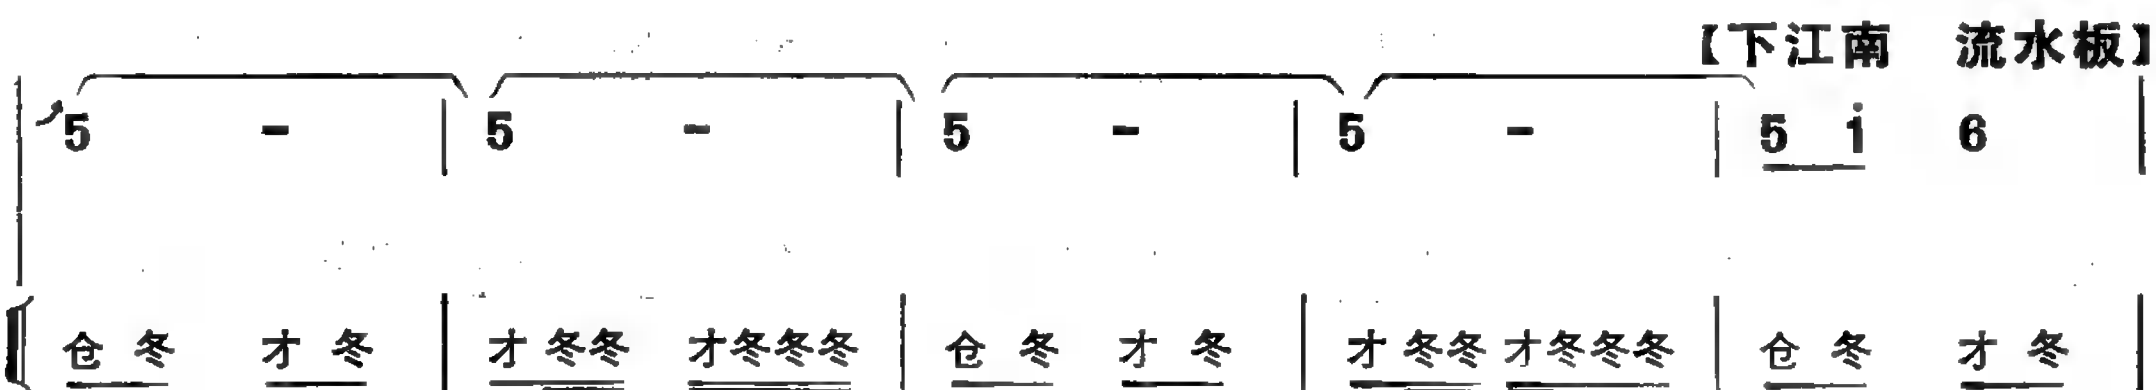 【下江南 流水板】
5 - | 5 - | 5 - | 5 - | 5 i 6 |
仓冬 才冬 | 才冬冬 才冬冬冬 | 仓冬 才冬 | 才冬冬 才冬冬冬 | 仓冬 才冬 |